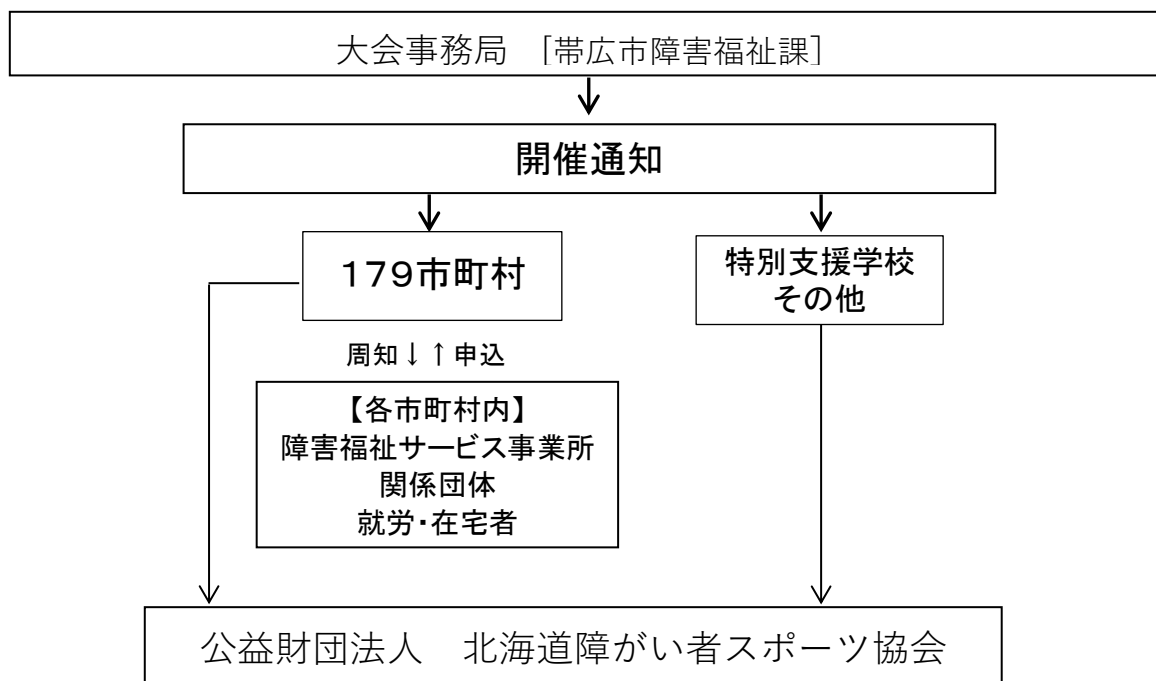 大会事務局　[帯広市障害福祉課]
開催通知
179市町村
特別支援学校
その他
周知↓↑申込
【各市町村内】
障害福祉サービス事業所
関係団体
就労・在宅者
公益財団法人　北海道障がい者スポーツ協会